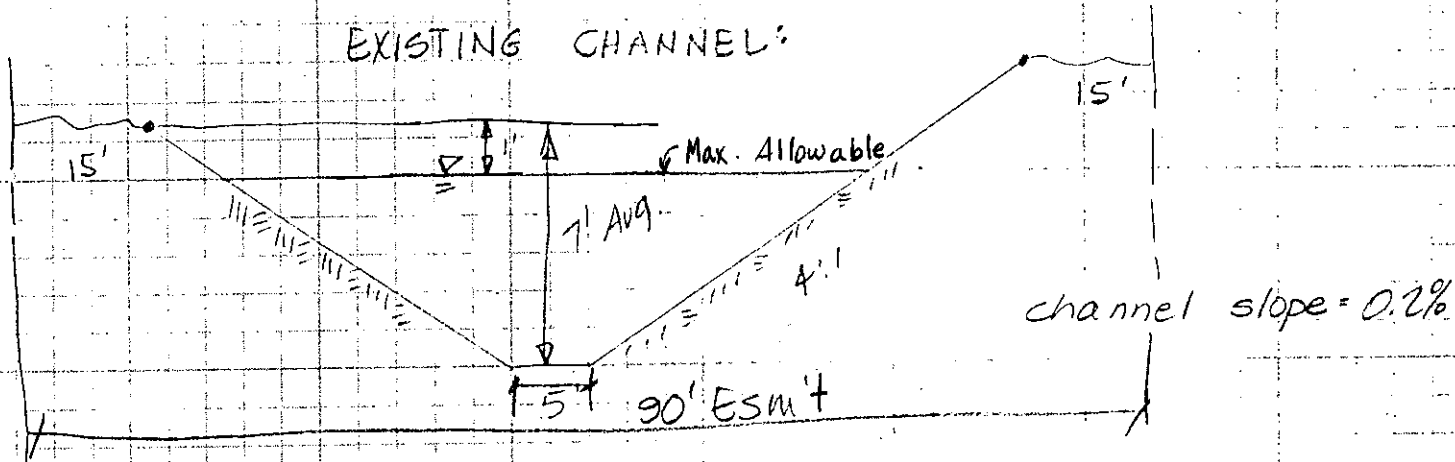 EXISTING CHANNEL:
15'
15'
1'
Max. Allowable
7' Avg.
4:1
channel slope = 0.2%
5'
90' Esm't